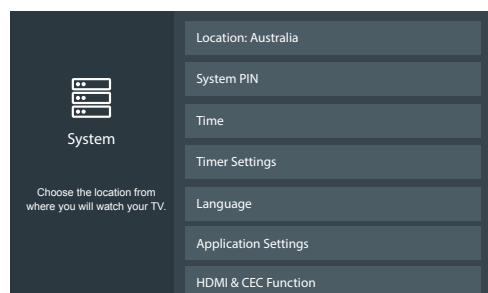 System
Choose the location from
where you will watch your TV.
Location: Australia
System PIN
Time
Timer Settings
Language
Application Settings
HDMI & CEC Function